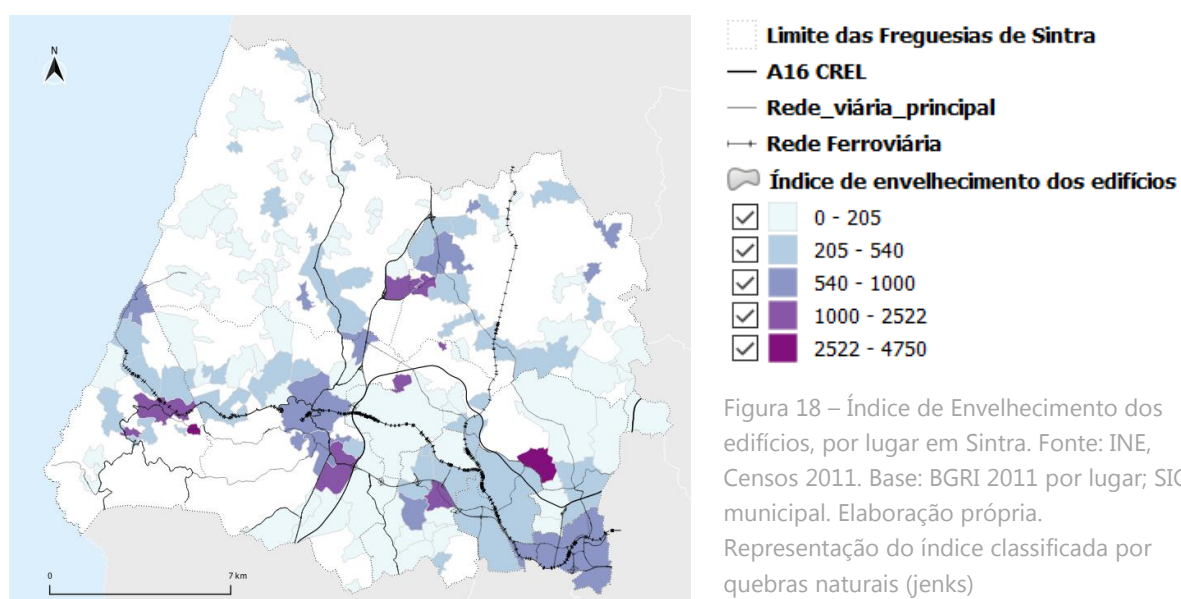 N
0 7 km
Limite das Freguesias de Sintra
A16 CREL
Rede_viária_principal
Rede Ferroviária
Índice de envelhecimento dos edifícios
0 - 205
205 - 540
540 - 1000
1000 - 2522
2522 - 4750
Figura 18 – Índice de Envelhecimento dos
edifícios, por lugar em Sintra. Fonte: INE,
Censos 2011. Base: BGRI 2011 por lugar; SIG
municipal. Elaboração própria.
Representação do índice classificada por
quebras naturais (jenks)